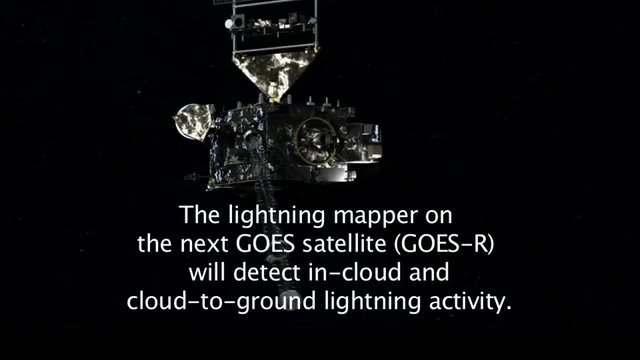 The lightning mapper on
the next GOES satellite (GOES-R)
will detect in-cloud and
cloud-to-ground lightning activity.